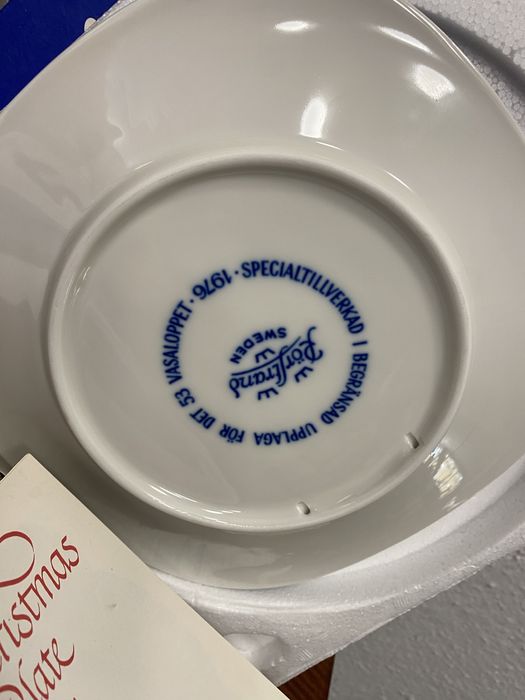 SPECIALTILLVERKAD I BEGRÄNSAD UPPLAGA FÖR DET 53 VASALOPPET · 1976 ·
Rörstrand
SWEDEN
Christmas
Plate